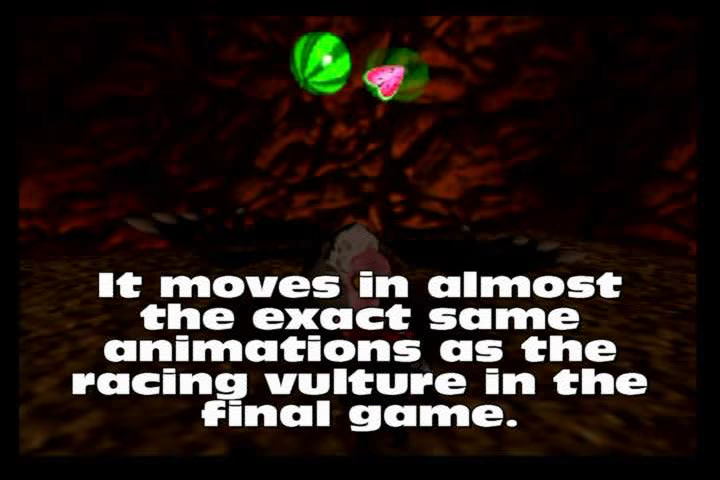 It moves in almost
the exact same
animations as the
racing vulture in the
final game.